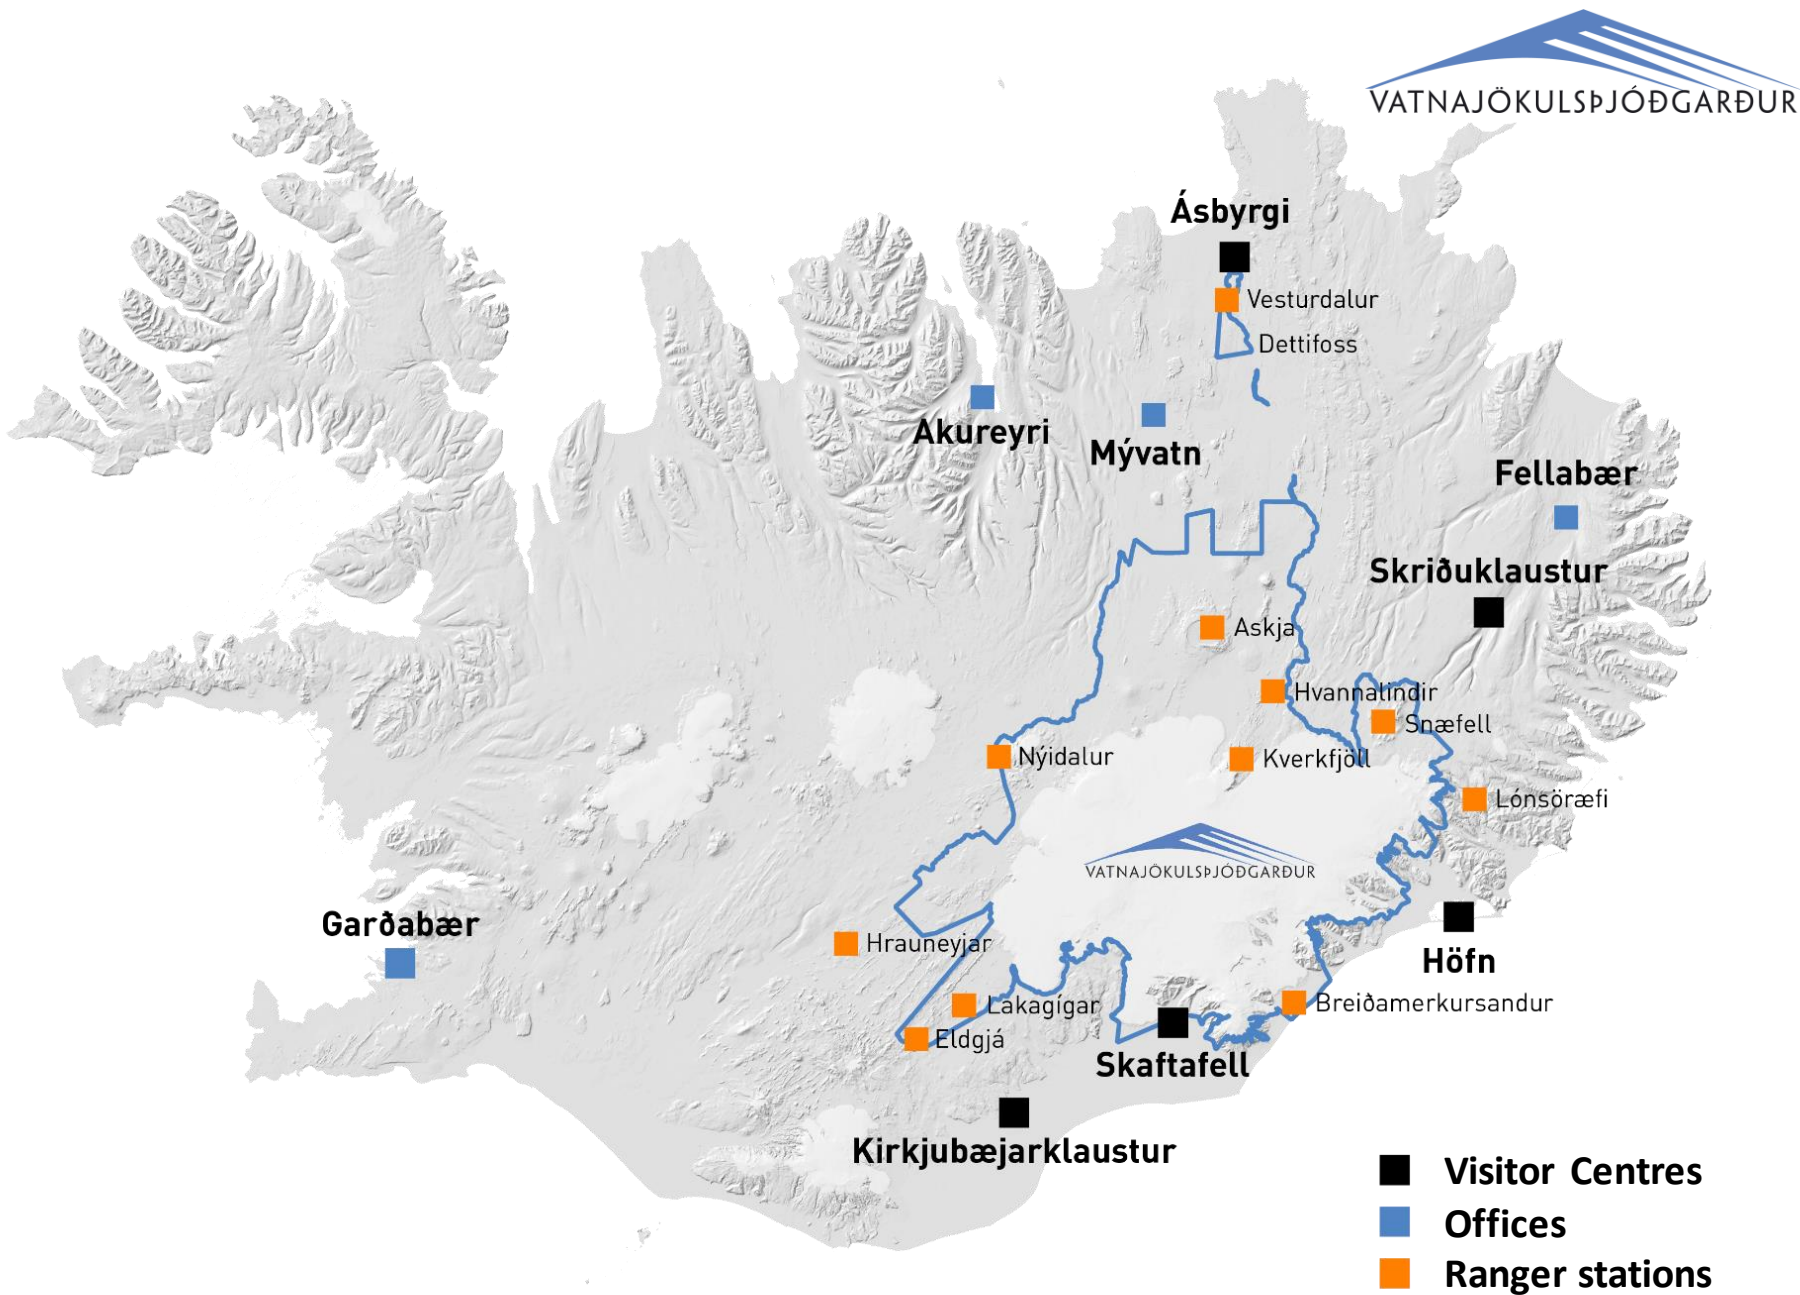 VATNAJÖKULSÞJÓÐGARÐUR
Ásbyrgi
Vesturdalur
Dettifoss
Akureyri
Mývatn
Fellabær
Skriðuklaustur
Askja
Hvannalindir
Snæfell
Nýidalur
Kverkfjöll
Lónsöræfi
VATNAJÖKULSÞJÓÐGARÐUR
Garðabær
Hrauneyjar
Höfn
Lakagígar
Breiðamerkursandur
Eldgjá
Skaftafell
Kirkjubæjarklaustur
Visitor Centres
Offices
Ranger stations